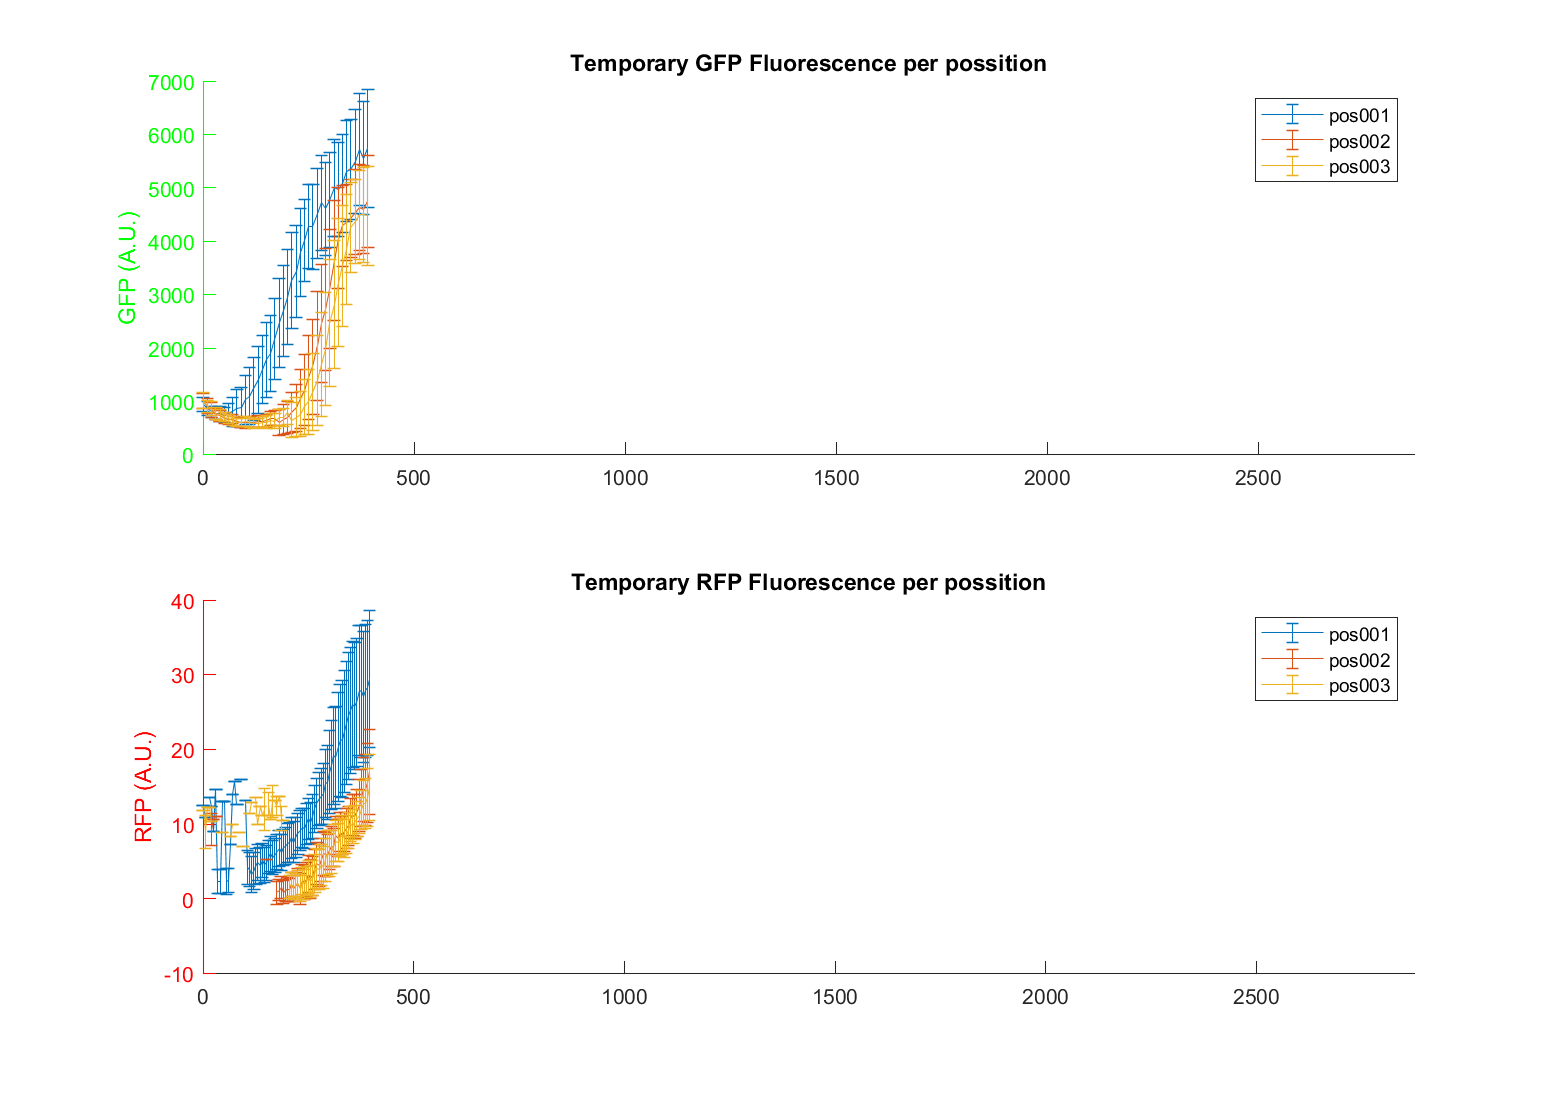 Temporary GFP Fluorescence per possition
7000
6000
5000
4000
3000
2000
1000
0
GFP (A.U.)
pos001
pos002
pos003
0 500 1000 1500 2000 2500
Temporary RFP Fluorescence per possition
40
30
20
10
0
-10
RFP (A.U.)
pos001
pos002
pos003
0 500 1000 1500 2000 2500